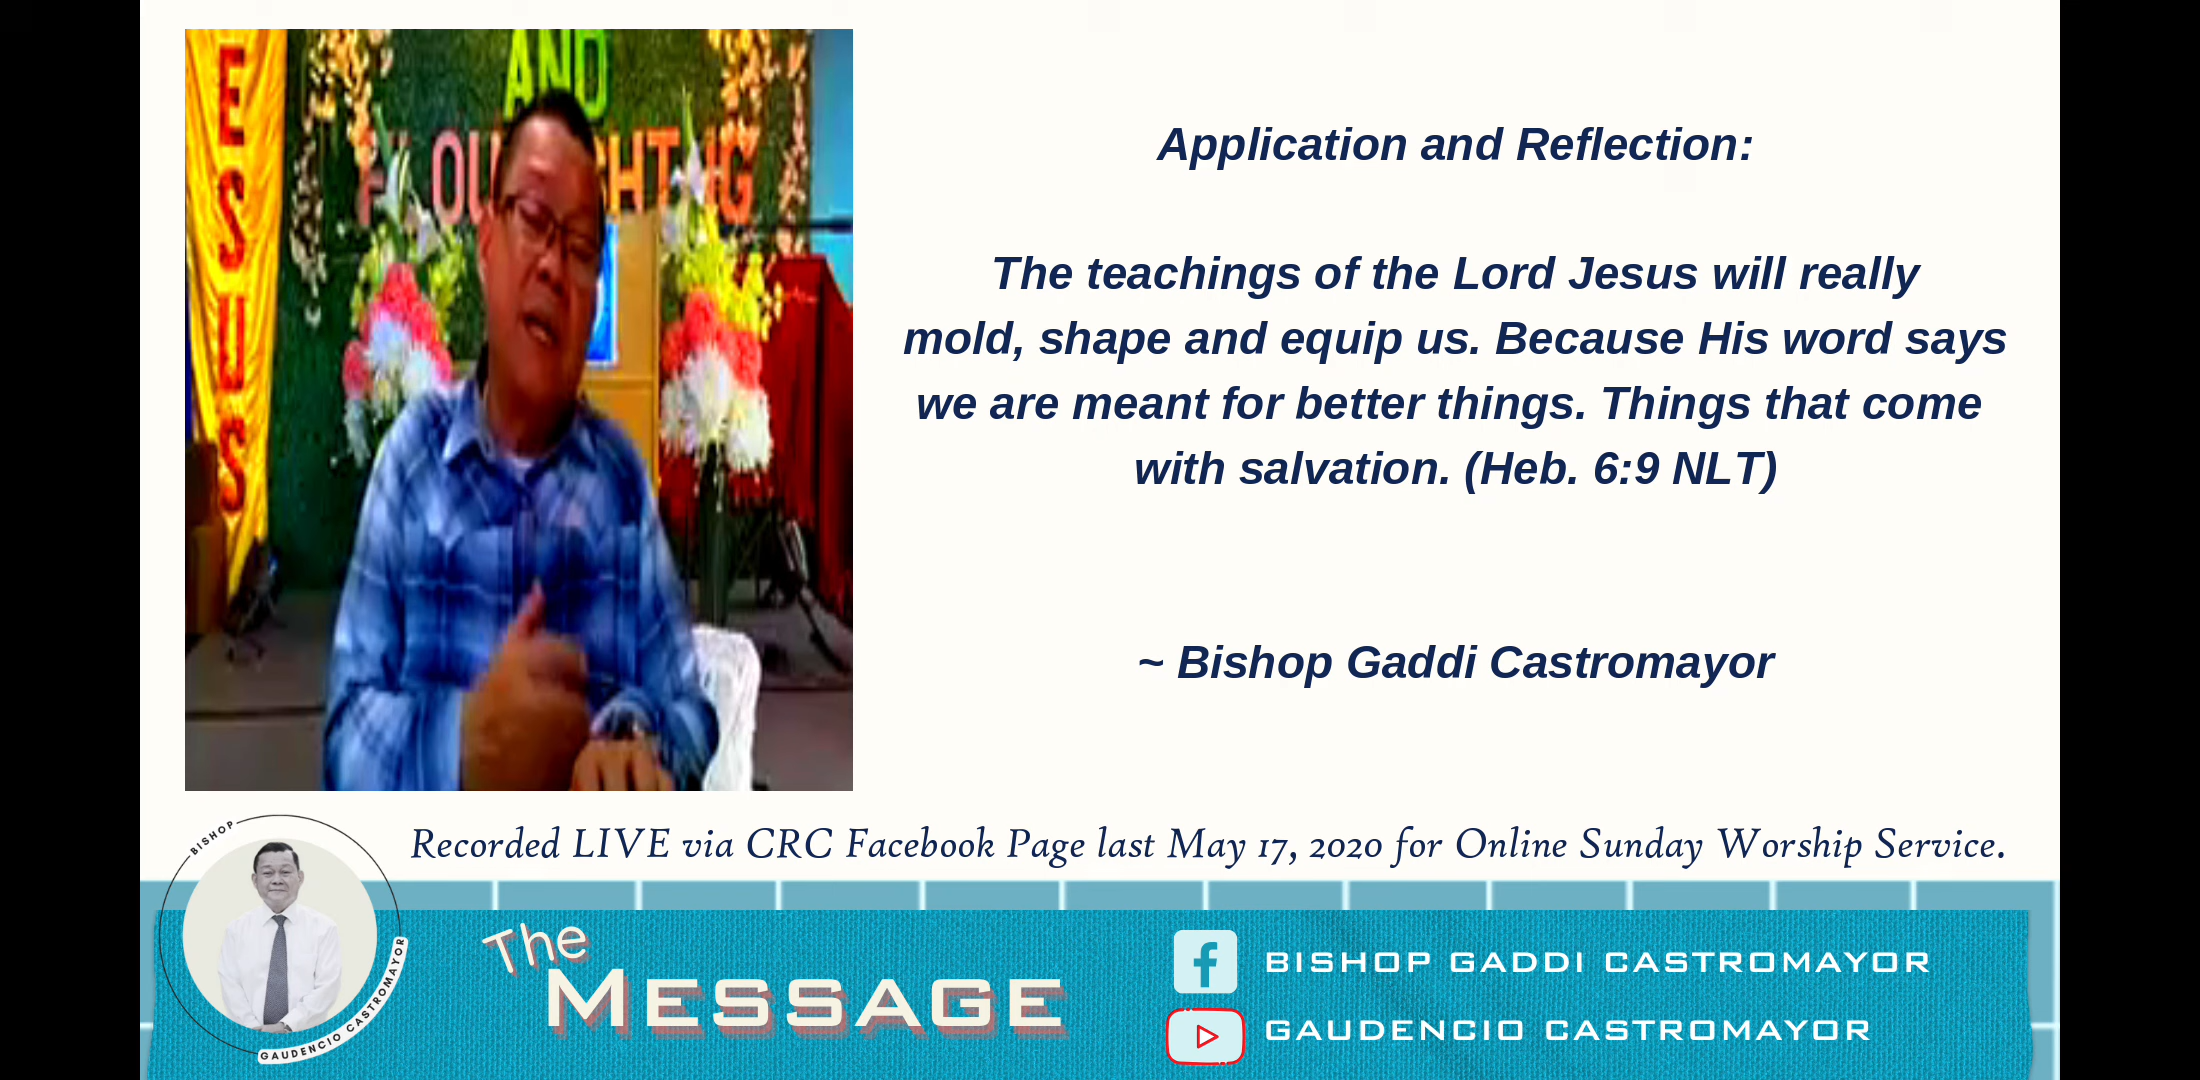 JESUS
AND
Application and Reflection:
The teachings of the Lord Jesus will really
mold, shape and equip us. Because His word says
we are meant for better things. Things that come
with salvation. (Heb. 6:9 NLT)
~ Bishop Gaddi Castromayor
Recorded LIVE via CRC Facebook Page last May 17, 2020 for Online Sunday Worship Service.
BISHOP
GAUDENCIO CASTROMAYOR
The
MESSAGE
BISHOP GADDI CASTROMAYOR
GAUDENCIO CASTROMAYOR